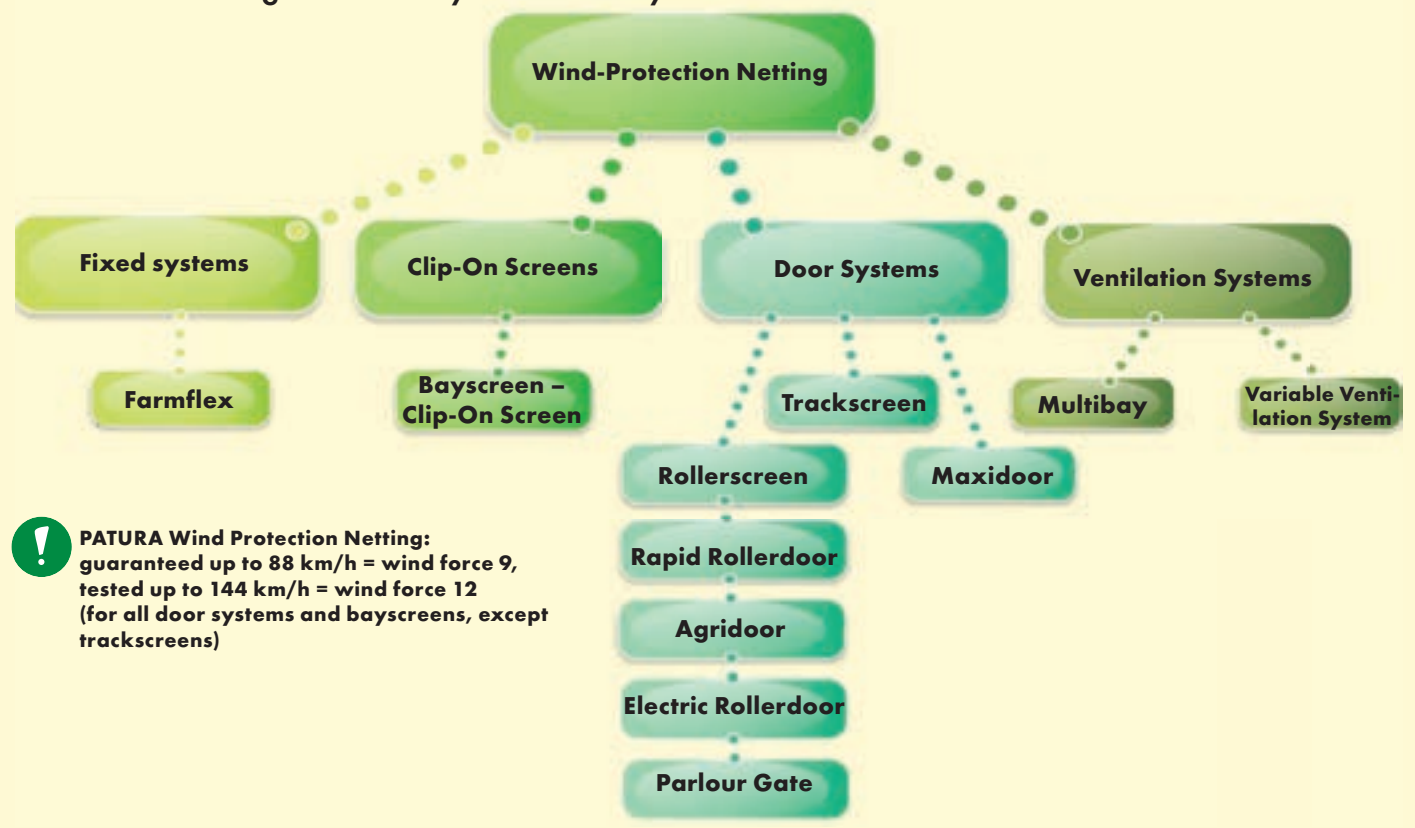 Wind-Protection Netting
Fixed systems
Clip-On Screens
Door Systems
Ventilation Systems
Farmflex
Bayscreen –
Clip-On Screen
Trackscreen
Multibay
Variable Venti-
lation System
Rollerscreen
Maxidoor
Rapid Rollerdoor
Agridoor
Electric Rollerdoor
Parlour Gate
!
PATURA Wind Protection Netting:
guaranteed up to 88 km/h = wind force 9,
tested up to 144 km/h = wind force 12
(for all door systems and bayscreens, except
trackscreens)